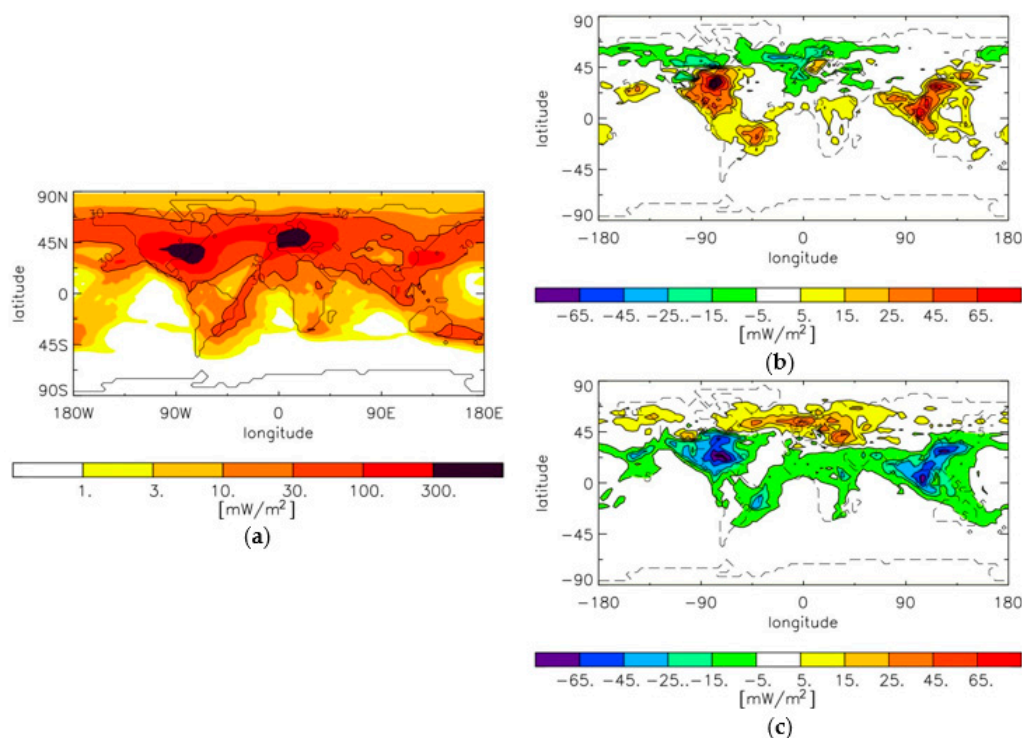 90N
45N
0
45S
90S
latitude
180W 90W 0 90E 180E
longitude
1. 3. 10. 30. 100. 300.
[mW/m²]
(a)
90
45
0
−45
−90
latitude
−180 −90 0 90 180
longitude
−65. −45. −25. −15. −5. 5. 15. 25. 45. 65.
[mW/m²]
(b)
90
45
0
−45
−90
latitude
−180 −90 0 90 180
longitude
−65. −45. −25. −15. −5. 5. 15. 25. 45. 65.
[mW/m²]
(c)